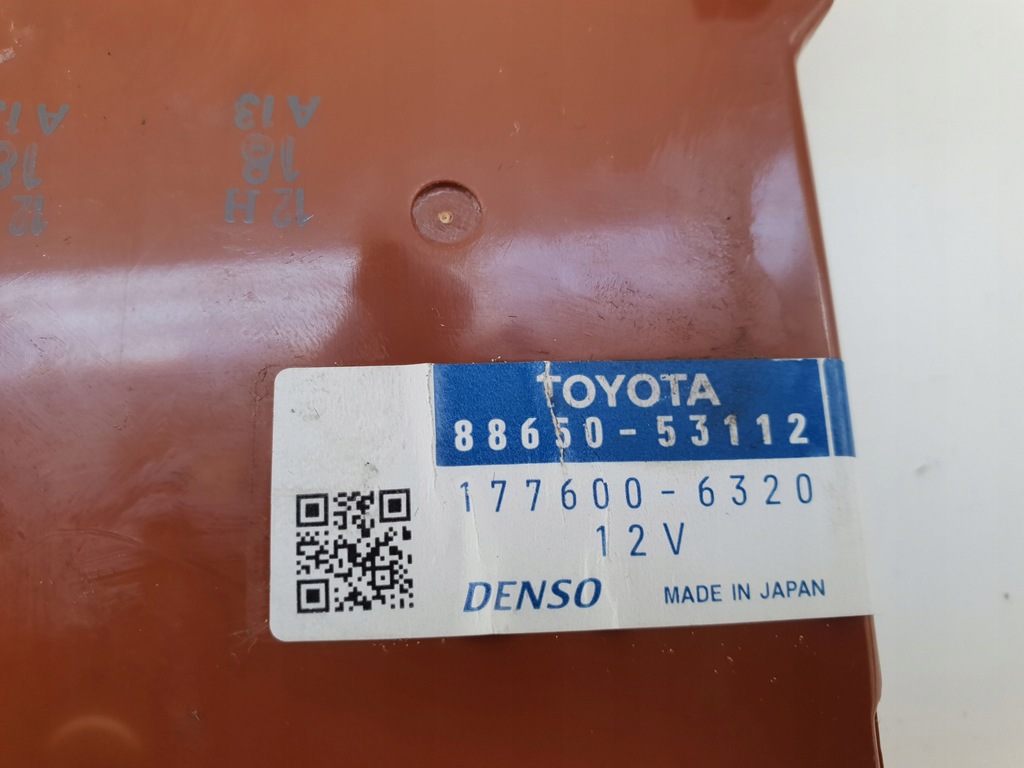 A13
18
12H
TOYOTA
88650-53112
177600-6320
12V
DENSO
MADE IN JAPAN